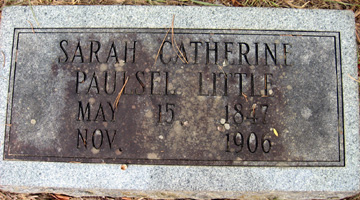 SARAH CATHERINE
PAULSEL LITTLE
MAY 15 1847
NOV. 1906